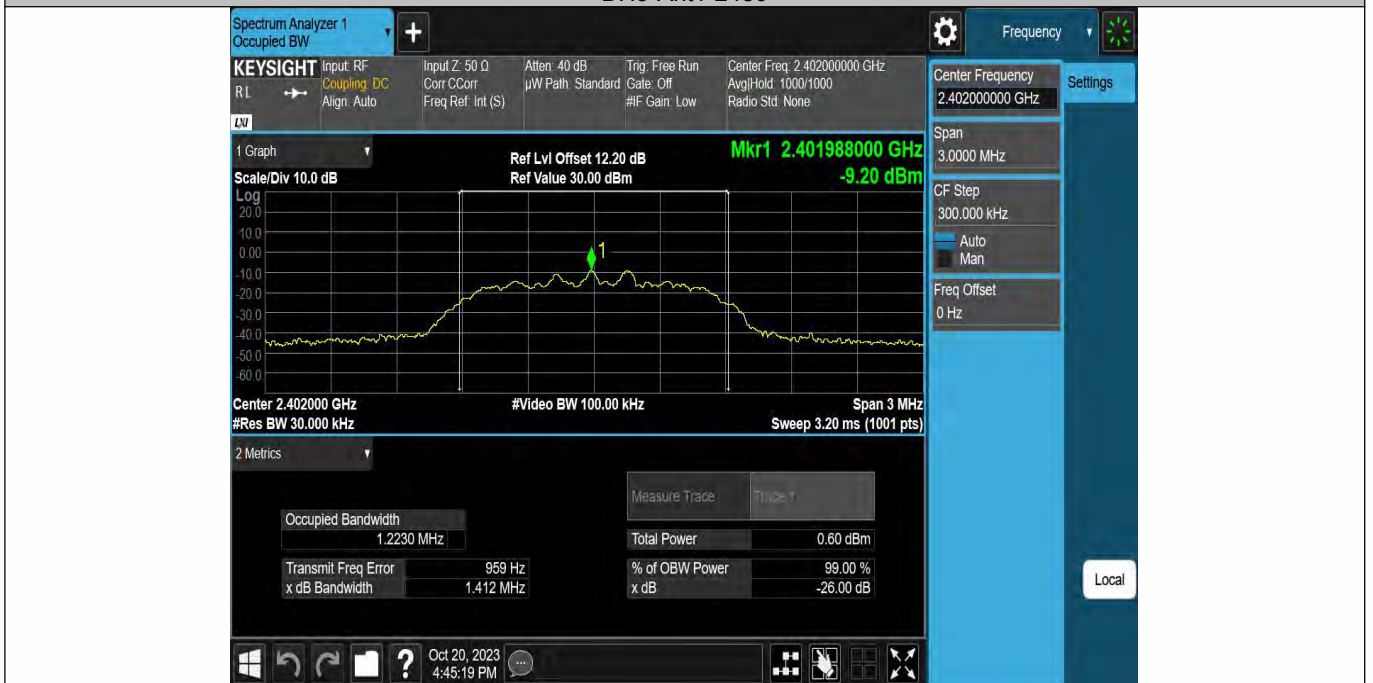 Spectrum Analyzer 1
Occupied BW
Frequency
KEYSIGHT
RL
LXI
Input: RF
Coupling: DC
Align: Auto
Input Z: 50 Ω
Corr CCorr
Freq Ref: Int (S)
Atten: 40 dB
µW Path: Standard
Trig: Free Run
Gate: Off
#IF Gain: Low
Center Freq: 2.402000000 GHz
Avg|Hold: 1000/1000
Radio Std: None
Center Frequency
2.402000000 GHz
Settings
Span
3.0000 MHz
CF Step
300.000 kHz
Auto
Man
Freq Offset
0 Hz
Local
1 Graph
Scale/Div 10.0 dB
Ref Lvl Offset 12.20 dB
Ref Value 30.00 dBm
Mkr1 2.401988000 GHz
-9.20 dBm
Log
20.0
10.0
0.00
-10.0
-20.0
-30.0
-40.0
-50.0
-60.0
1
Center 2.402000 GHz
#Res BW 30.000 kHz
#Video BW 100.00 kHz
Span 3 MHz
Sweep 3.20 ms (1001 pts)
2 Metrics
Measure Trace
Trace 1
Occupied Bandwidth
1.2230 MHz
Total Power
0.60 dBm
Transmit Freq Error
959 Hz
% of OBW Power
99.00 %
x dB Bandwidth
1.412 MHz
x dB
-26.00 dB
Oct 20, 2023
4:45:19 PM